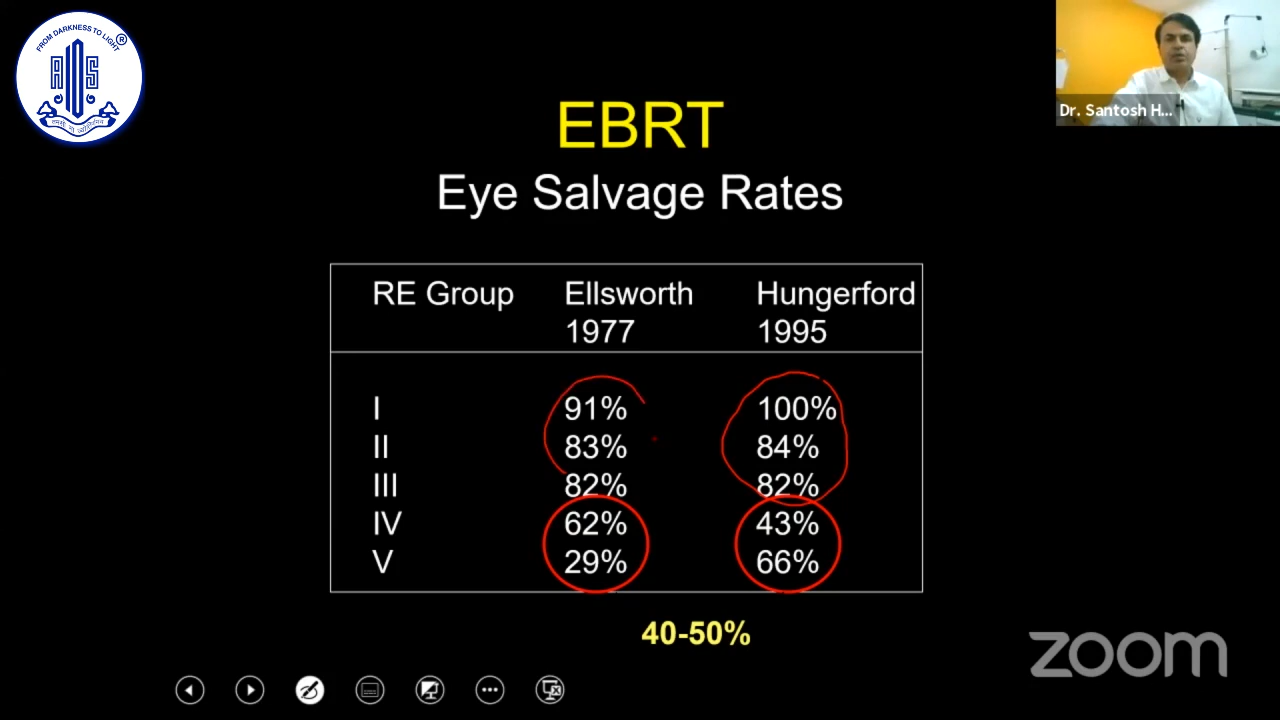 FROM DARKNESS TO LIGHT
®
AIOS
Dr. Santosh H...
EBRT
Eye Salvage Rates
RE Group Ellsworth Hungerford
1977 1995
I 91% 100%
II 83% 84%
III 82% 82%
IV 62% 43%
V 29% 66%
40-50%
zoom